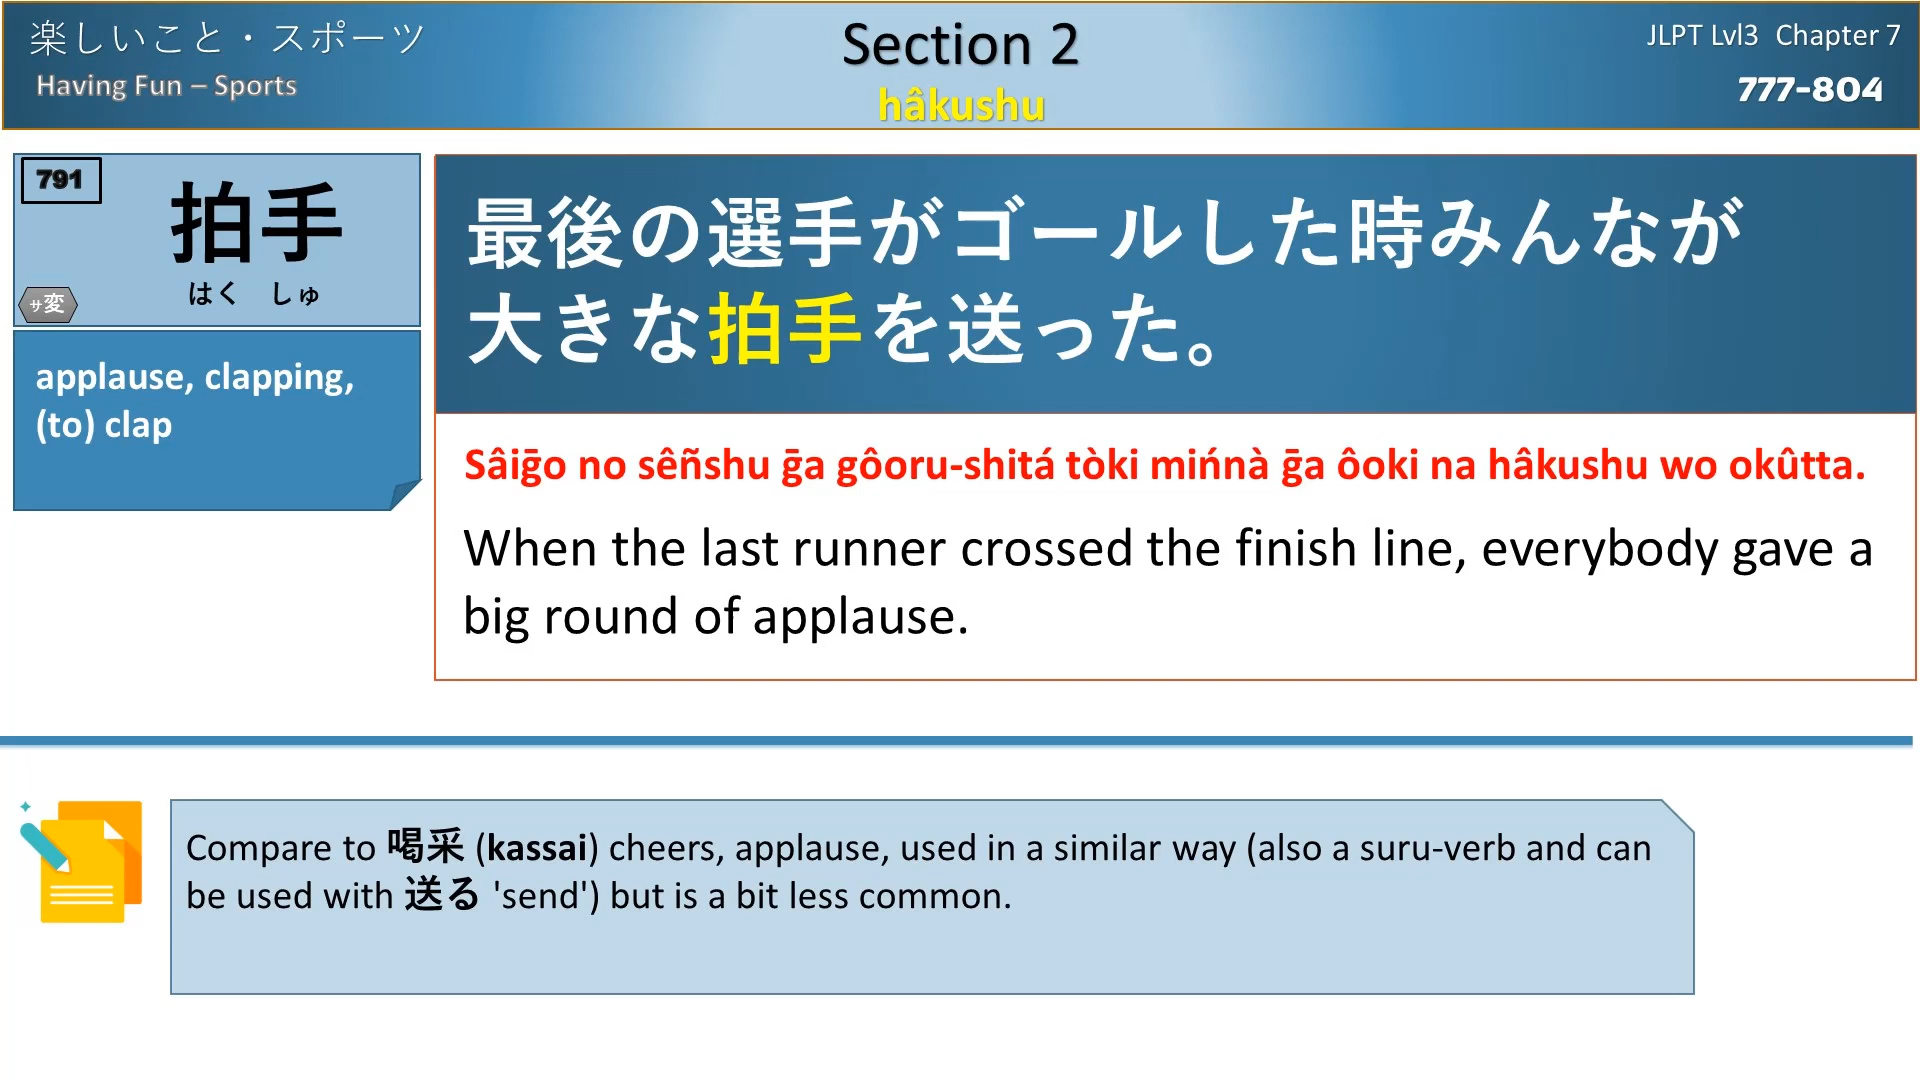 楽しいこと・スポーツ
Having Fun – Sports
Section 2
hâkushu
JLPT Lvl3 Chapter 7
777-804
791
拍手
はく しゅ
サ変
applause, clapping,
(to) clap
最後の選手がゴールした時みんなが
大きな拍手を送った。
Sâiḡo no sêñshu ḡa gôoru-shitá tòki mińnà ḡa ôoki na hâkushu wo okûtta.
When the last runner crossed the finish line, everybody gave a
big round of applause.
Compare to 喝采 (kassai) cheers, applause, used in a similar way (also a suru-verb and can
be used with 送る 'send') but is a bit less common.